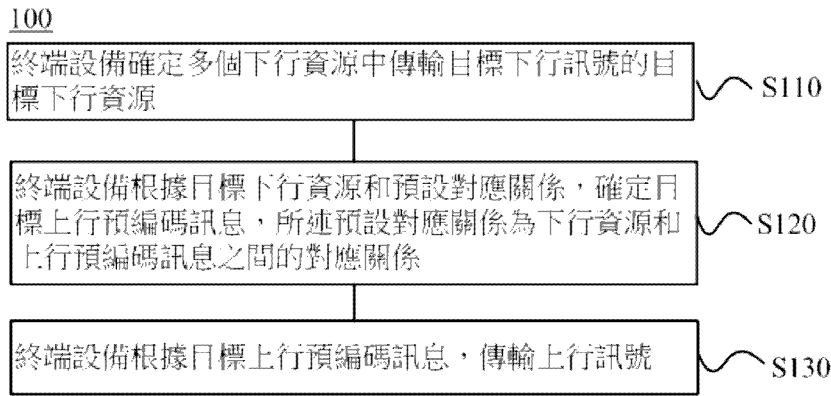 100
終端設備確定多個下行資源中傳輸目標下行訊號的目
標下行資源
S110
終端設備根據目標下行資源和預設對應關係，確定目
標上行預編碼訊息，所述預設對應關係為下行資源和
上行預編碼訊息之間的對應關係
S120
終端設備根據目標上行預編碼訊息，傳輸上行訊號
S130